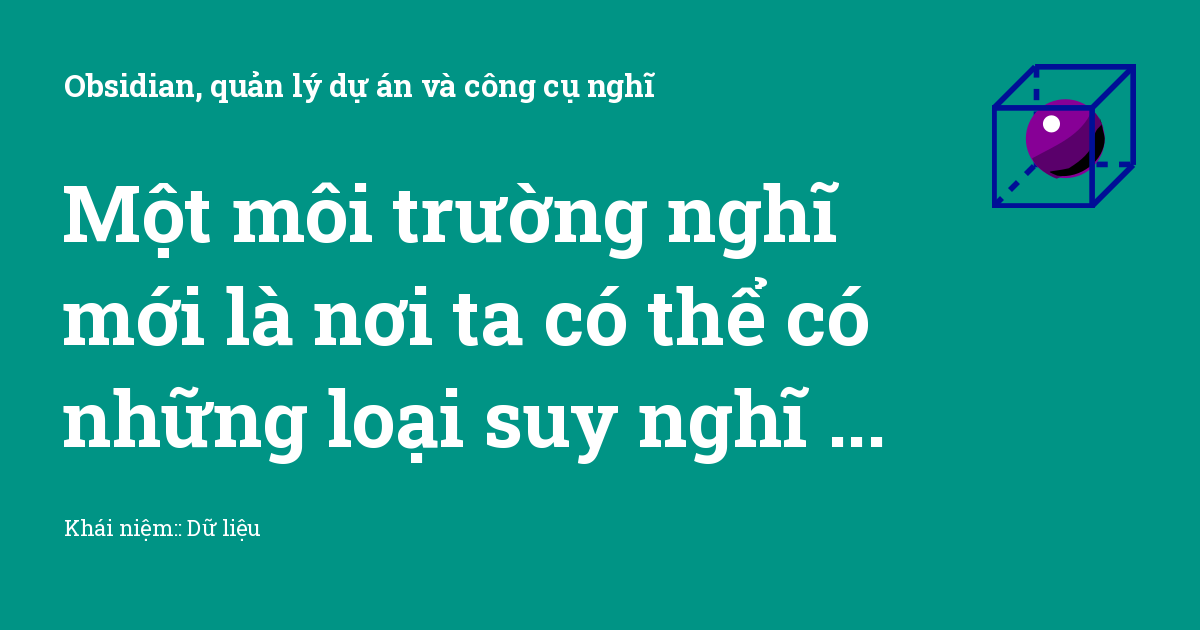 Obsidian, quản lý dự án và công cụ nghĩ
Một môi trường nghĩ
mới là nơi ta có thể có
những loại suy nghĩ ...
Khái niệm:: Dữ liệu